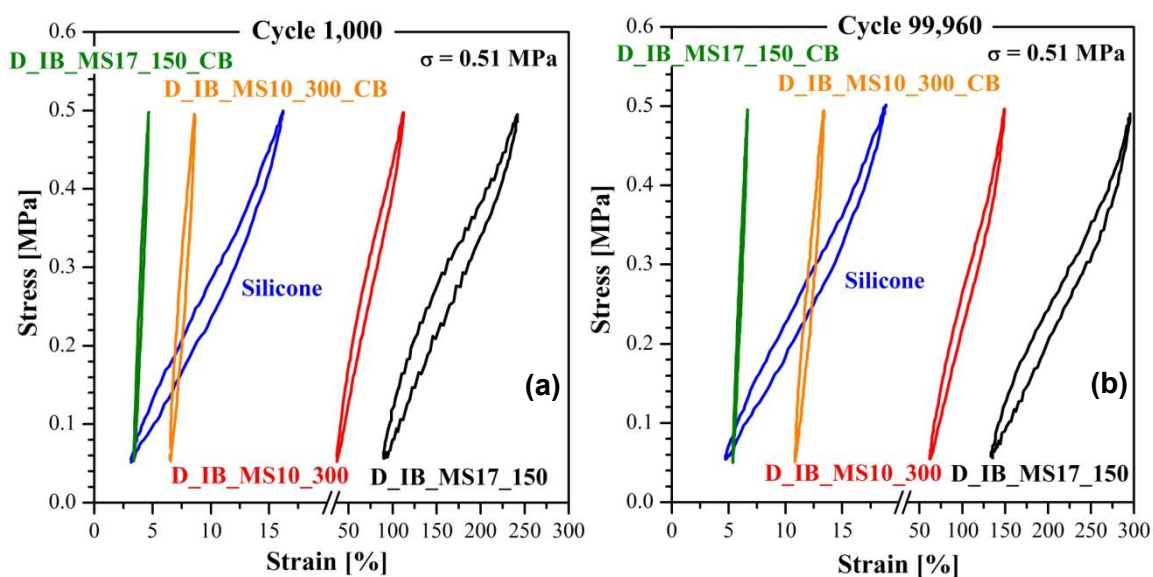 Cycle 1,000
σ = 0.51 MPa
D_IB_MS17_150_CB
D_IB_MS10_300_CB
Silicone
(a)
D_IB_MS10_300
D_IB_MS17_150
Stress [MPa]
0.6
0.5
0.4
0.3
0.2
0.1
0.0
0 5 10 15 50 100 150 200 250 300
Strain [%]
Cycle 99,960
σ = 0.51 MPa
D_IB_MS17_150_CB
D_IB_MS10_300_CB
Silicone
(b)
D_IB_MS10_300
D_IB_MS17_150
Stress [MPa]
0.6
0.5
0.4
0.3
0.2
0.1
0.0
0 5 10 15 50 100 150 200 250 300
Strain [%]